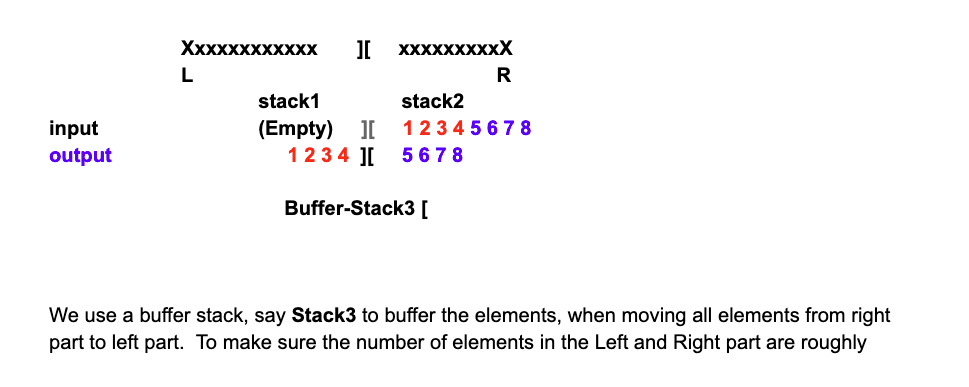 Xxxxxxxxxxxx ][ xxxxxxxxxX
L R
stack1 stack2
input (Empty) ][ 1 2 3 4 5 6 7 8
output 1 2 3 4 ][ 5 6 7 8
Buffer-Stack3 [
We use a buffer stack, say Stack3 to buffer the elements, when moving all elements from right
part to left part. To make sure the number of elements in the Left and Right part are roughly